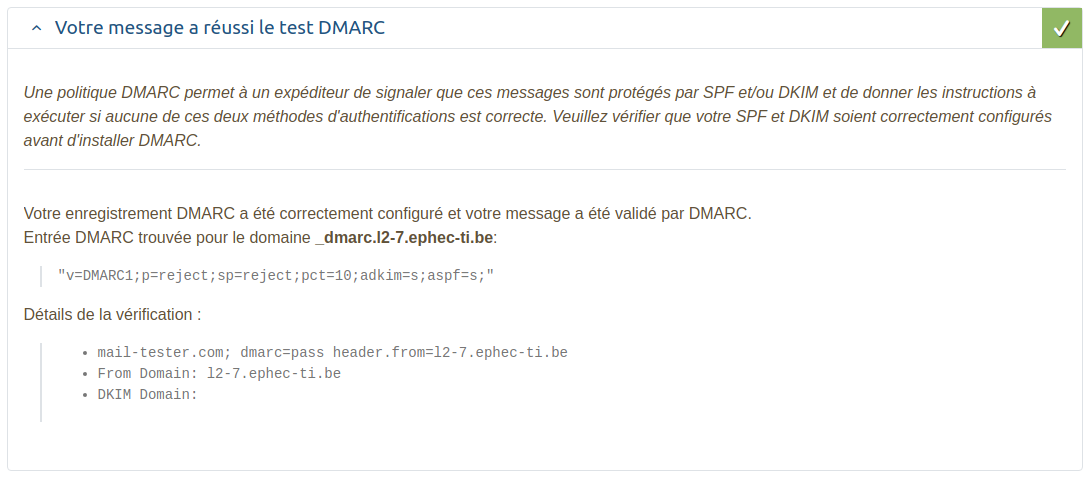 Votre message a réussi le test DMARC
Une politique DMARC permet à un expéditeur de signaler que ces messages sont protégés par SPF et/ou DKIM et de donner les instructions à
exécuter si aucune de ces deux méthodes d'authentifications est correcte. Veuillez vérifier que votre SPF et DKIM soient correctement configurés
avant d'installer DMARC.
Votre enregistrement DMARC a été correctement configuré et votre message a été validé par DMARC.
Entrée DMARC trouvée pour le domaine _dmarc.l2-7.ephec-ti.be:
"v=DMARC1;p=reject;sp=reject;pct=10;adkim=s;aspf=s;"
Détails de la vérification :
• mail-tester.com; dmarc=pass header.from=l2-7.ephec-ti.be
• From Domain: l2-7.ephec-ti.be
• DKIM Domain: